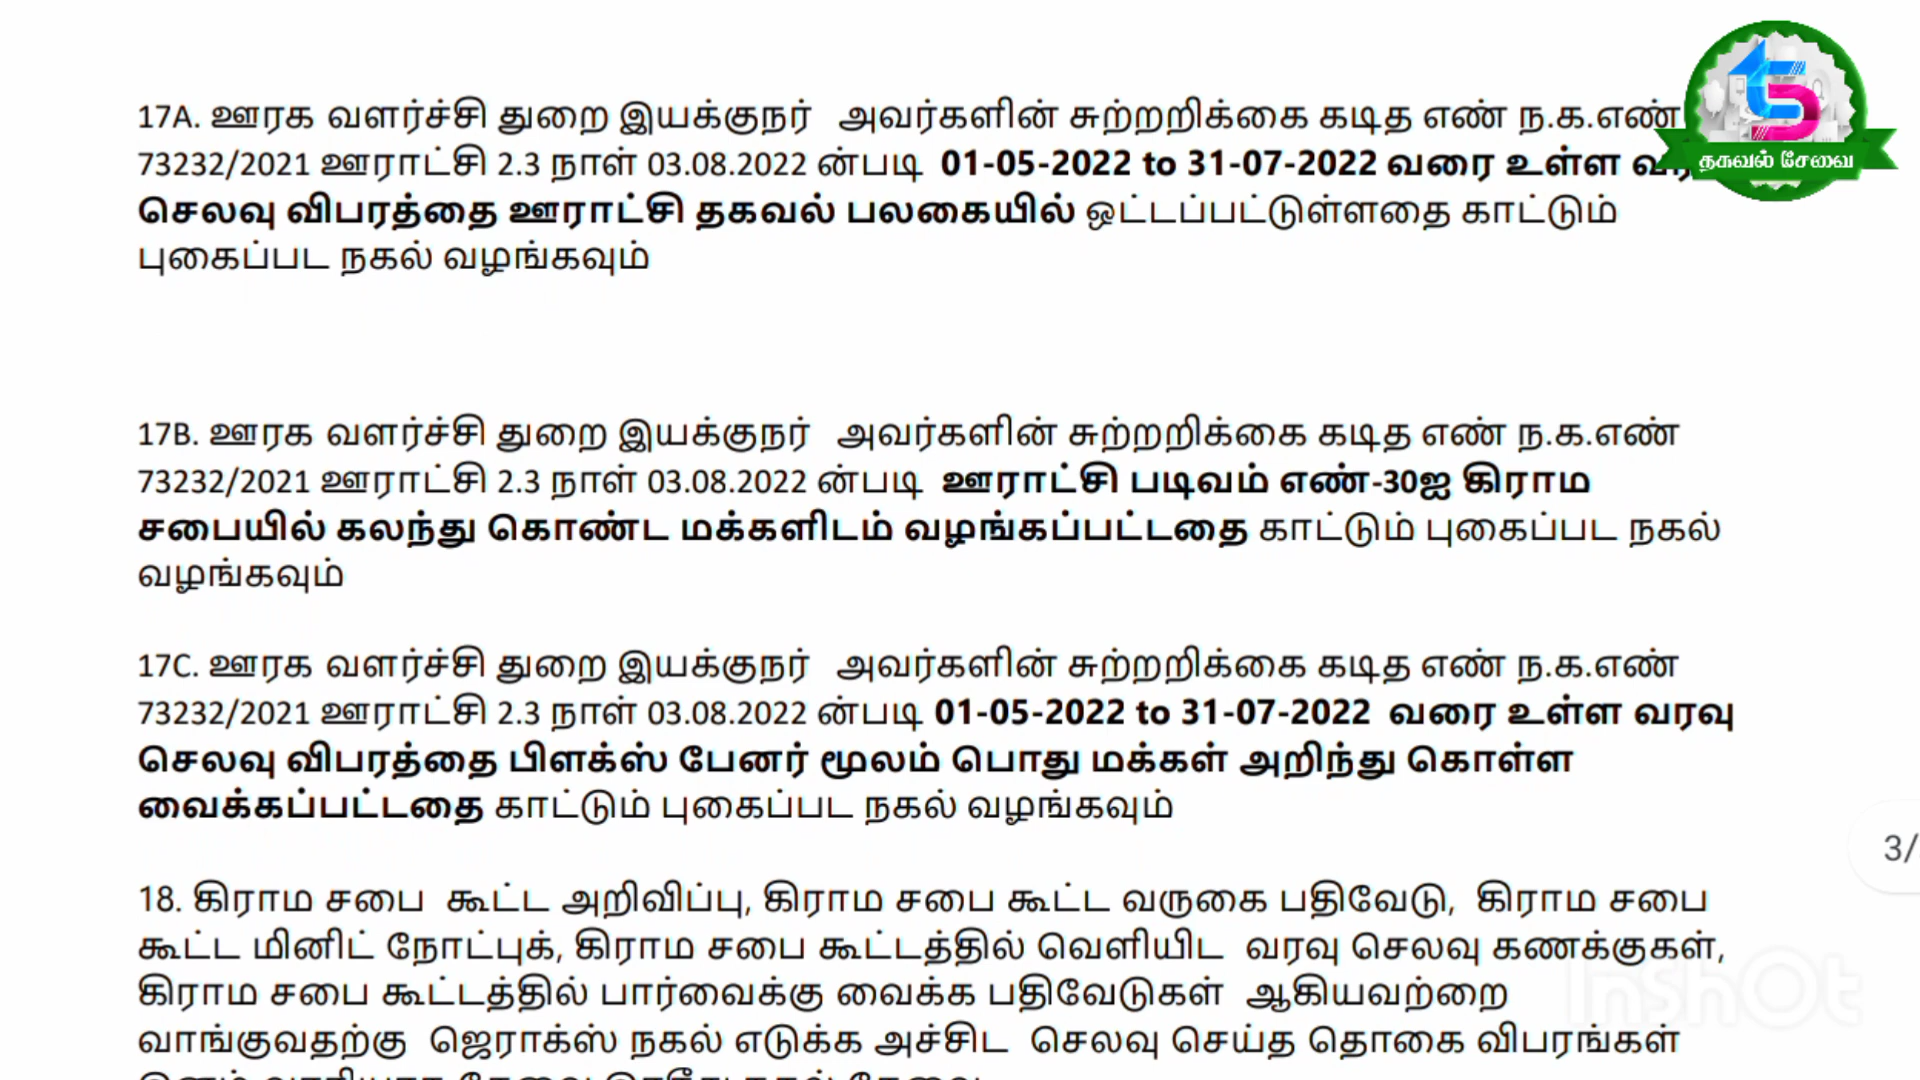 17A. ஊரக வளர்ச்சி துறை இயக்குநர் அவர்களின் சுற்றறிக்கை கடித எண் ந.க.எண்
73232/2021 ஊராட்சி 2.3 நாள் 03.08.2022 ன்படி 01-05-2022 to 31-07-2022 வரை உள்ள
செலவு விபரத்தை ஊராட்சி தகவல் பலகையில் ஒட்டப்பட்டுள்ளதை காட்டும்
புகைப்பட நகல் வழங்கவும்
தகவல் சேவை
17B. ஊரக வளர்ச்சி துறை இயக்குநர் அவர்களின் சுற்றறிக்கை கடித எண் ந.க.எண்
73232/2021 ஊராட்சி 2.3 நாள் 03.08.2022 ன்படி ஊராட்சி படிவம் எண்-30ஐ கிராம
சபையில் கலந்து கொண்ட மக்களிடம் வழங்கப்பட்டதை காட்டும் புகைப்பட நகல்
வழங்கவும்
17C. ஊரக வளர்ச்சி துறை இயக்குநர் அவர்களின் சுற்றறிக்கை கடித எண் ந.க.எண்
73232/2021 ஊராட்சி 2.3 நாள் 03.08.2022 ன்படி 01-05-2022 to 31-07-2022 வரை உள்ள வரவு
செலவு விபரத்தை பிளக்ஸ் பேனர் மூலம் பொது மக்கள் அறிந்து கொள்ள
வைக்கப்பட்டதை காட்டும் புகைப்பட நகல் வழங்கவும்
3/
18. கிராம சபை கூட்ட அறிவிப்பு, கிராம சபை கூட்ட வருகை பதிவேடு, கிராம சபை
கூட்ட மினிட் நோட்புக், கிராம சபை கூட்டத்தில் வெளியிட வரவு செலவு கணக்குகள்,
கிராம சபை கூட்டத்தில் பார்வைக்கு வைக்க பதிவேடுகள் ஆகியவற்றை
வாங்குவதற்கு ஜெராக்ஸ் நகல் எடுக்க அச்சிட செலவு செய்த தொகை விபரங்கள்
InShOt